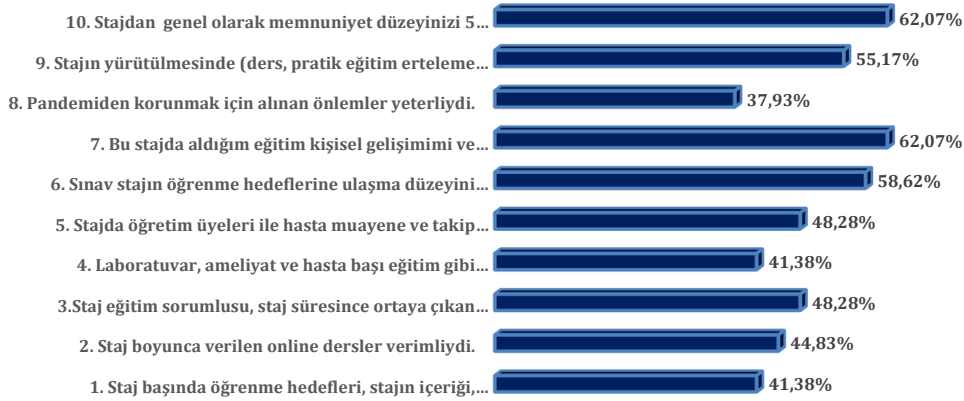 10. Stajdan genel olarak memnuniyet düzeyinizi 5… 62,07%
9. Stajın yürütülmesinde (ders, pratik eğitim erteleme… 55,17%
8. Pandemiden korunmak için alınan önlemler yeterliydi. 37,93%
7. Bu stajda aldığım eğitim kişisel gelişimimi ve… 62,07%
6. Sınav stajın öğrenme hedeflerine ulaşma düzeyini… 58,62%
5. Stajda öğretim üyeleri ile hasta muayene ve takip… 48,28%
4. Laboratuvar, ameliyat ve hasta başı eğitim gibi… 41,38%
3.Staj eğitim sorumlusu, staj süresince ortaya çıkan… 48,28%
2. Staj boyunca verilen online dersler verimliydi. 44,83%
1. Staj başında öğrenme hedefleri, stajın içeriği,… 41,38%